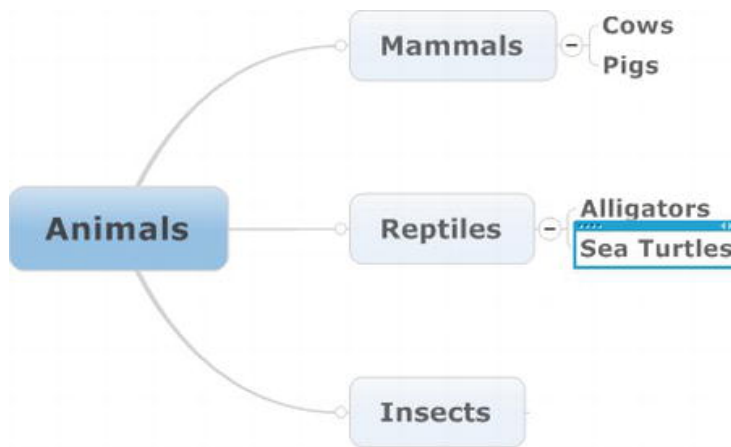 Animals
Mammals
Cows
Pigs
Reptiles
Alligators
Sea Turtles
Insects